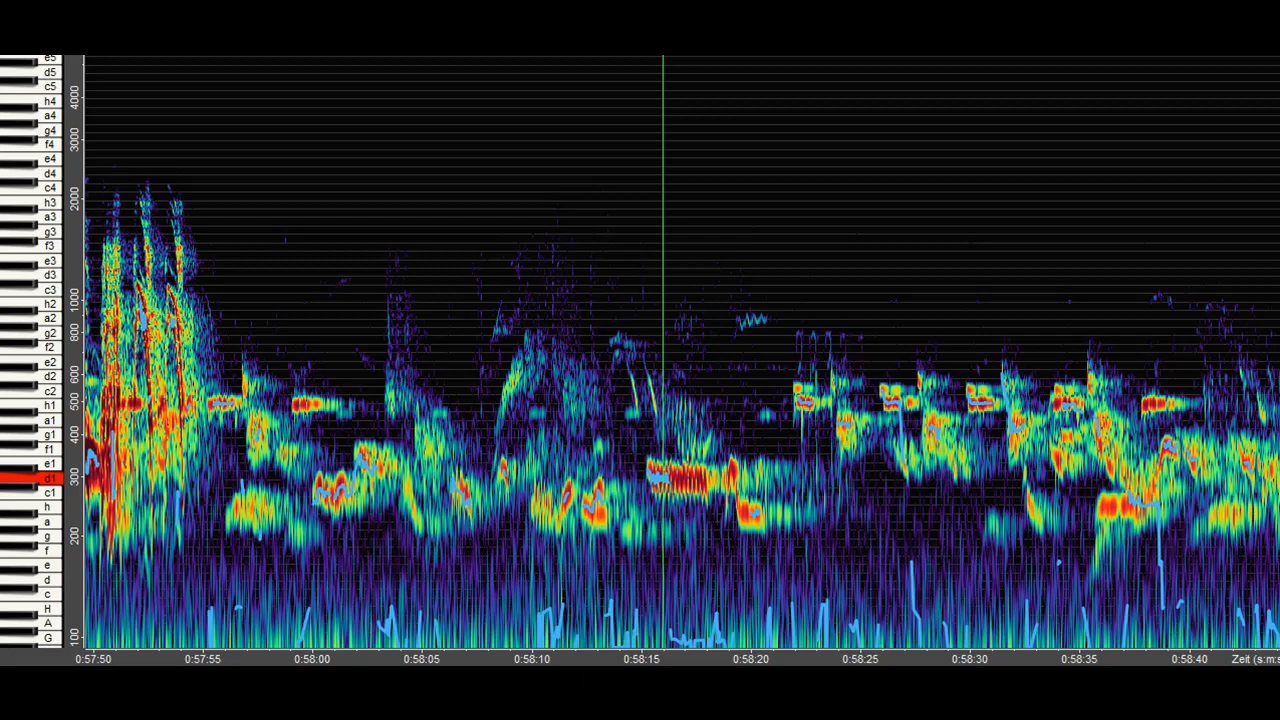 e5
d5
c5
h4
a4
g4
f4
e4
d4
c4
h3
a3
g3
f3
e3
d3
c3
h2
a2
g2
f2
e2
d2
c2
h1
a1
g1
f1
e1
d1
c1
h
a
g
f
e
d
c
H
A
G
4000
3000
2000
1000
800
600
500
400
300
200
100
0:57:50 0:57:55 0:58:00 0:58:05 0:58:10 0:58:15 0:58:20 0:58:25 0:58:30 0:58:35 0:58:40 Zeit (s:m:s